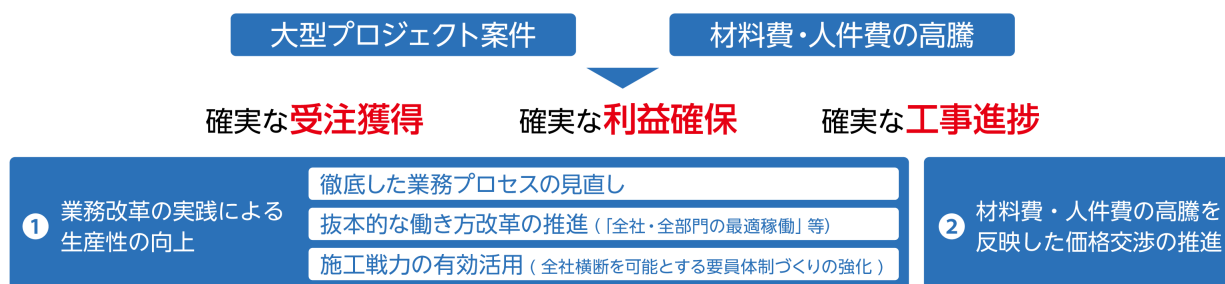 大型プロジェクト案件
材料費・人件費の高騰
確実な受注獲得
確実な利益確保
確実な工事進捗
❶ 業務改革の実践による
生産性の向上
徹底した業務プロセスの見直し
抜本的な働き方改革の推進(「全社・全部門の最適稼働」等)
施工戦力の有効活用(全社横断を可能とする要員体制づくりの強化)
❷ 材料費・人件費の高騰を
反映した価格交渉の推進